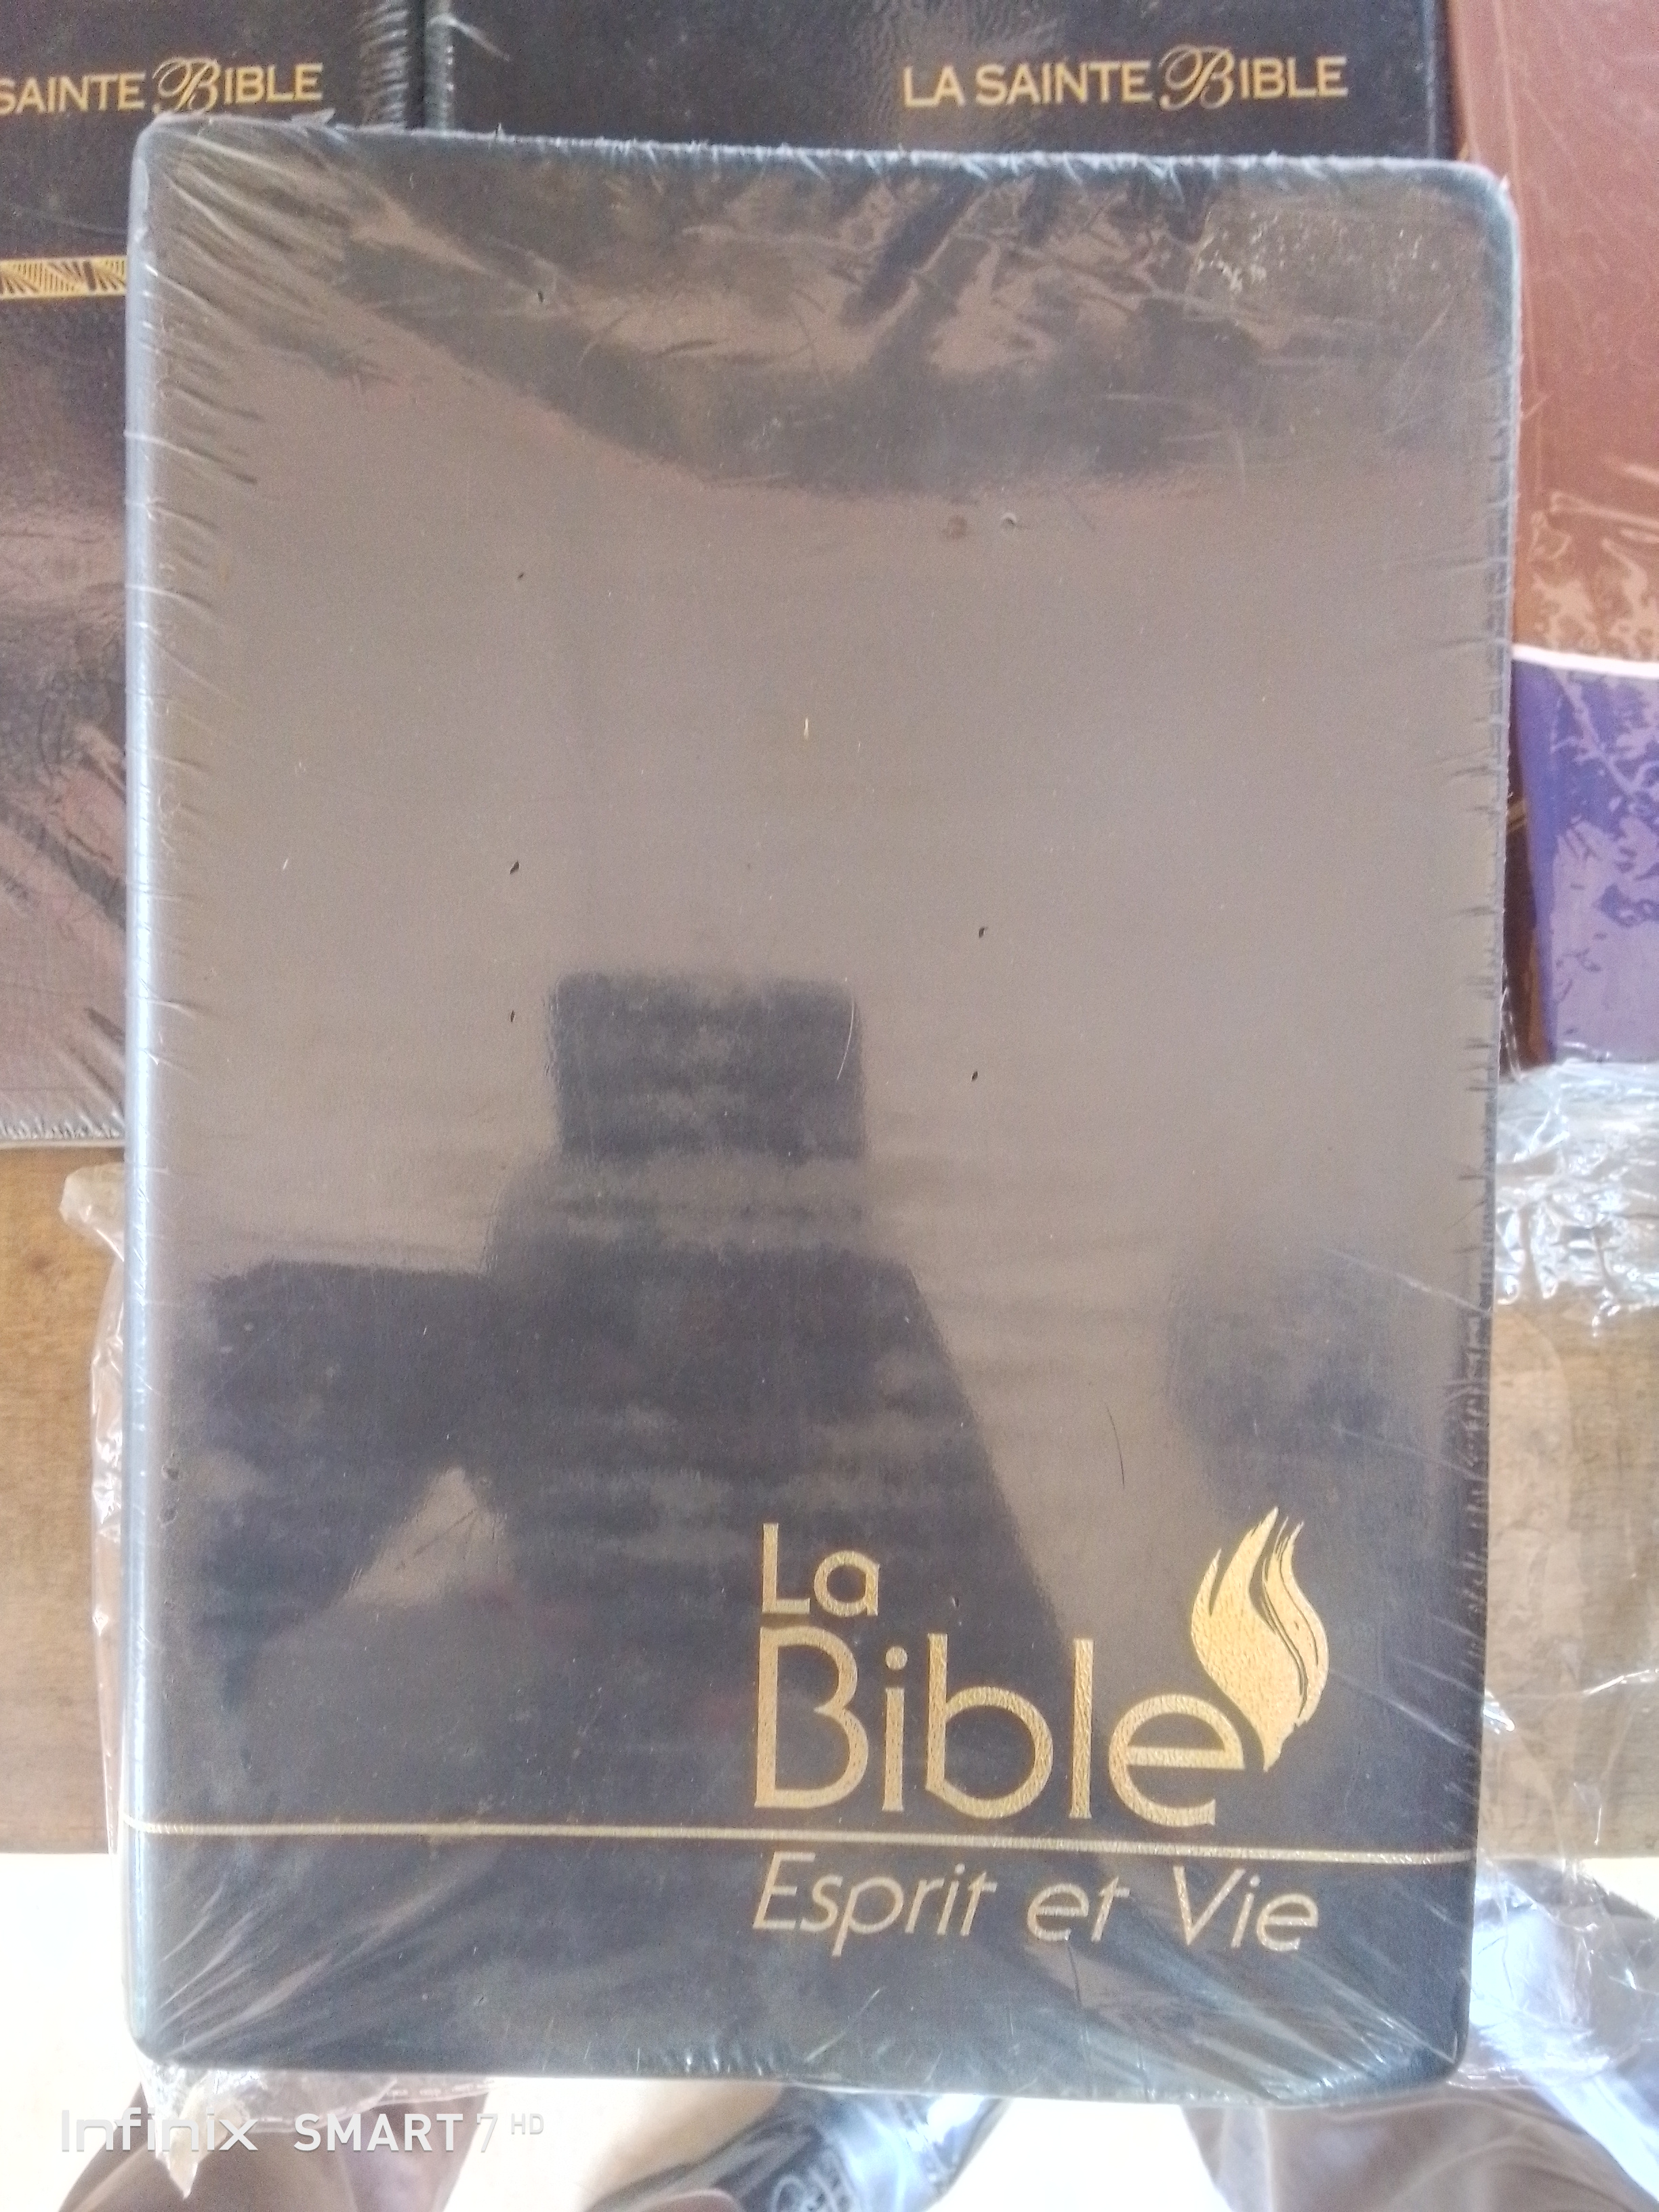 SAINTE BIBLE
LA SAINTE BIBLE
La
Bible
Esprit et Vie
Infinix SMART 7 HD